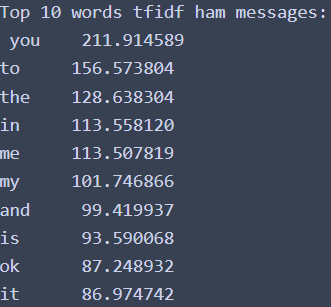 Top 10 words tfidf ham messages:
you 211.914589
to 156.573804
the 128.638304
in 113.558120
me 113.507819
my 101.746866
and 99.419937
is 93.590068
ok 87.248932
it 86.974742